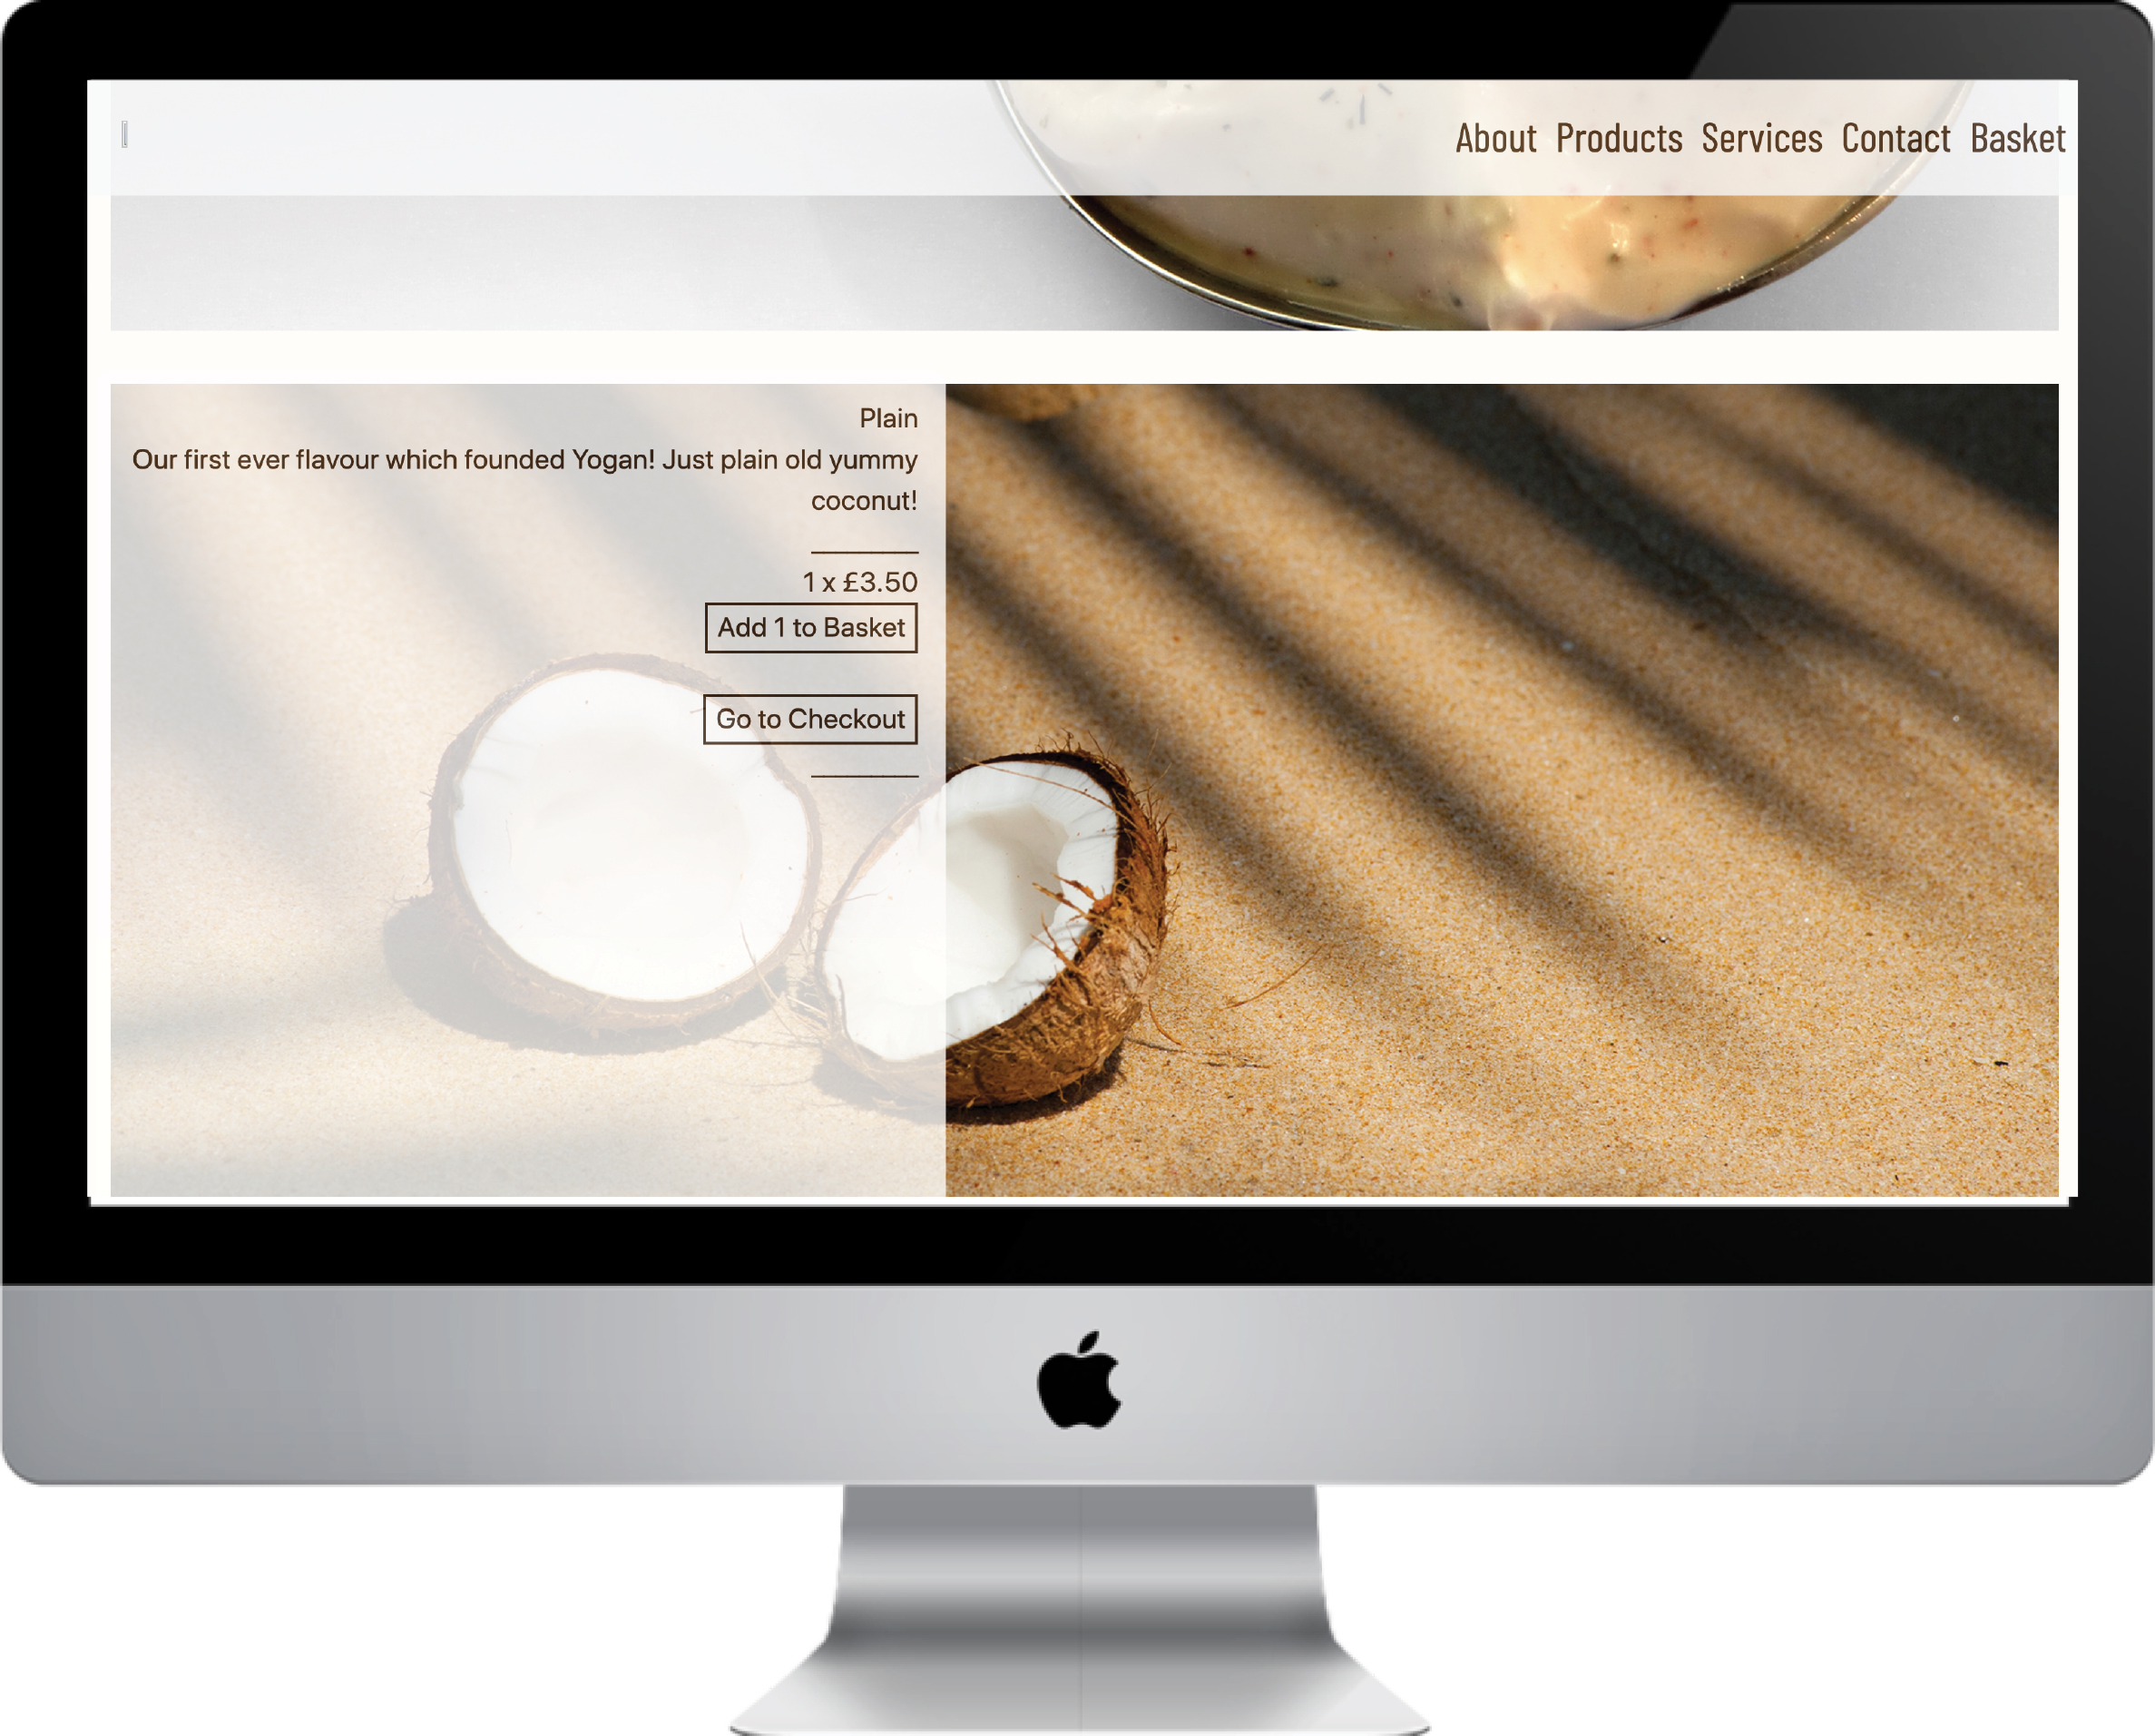 About Products Services Contact Basket
Plain
Our first ever flavour which founded Yogan! Just plain old yummy
coconut!
1 x £3.50
Add 1 to Basket
Go to Checkout